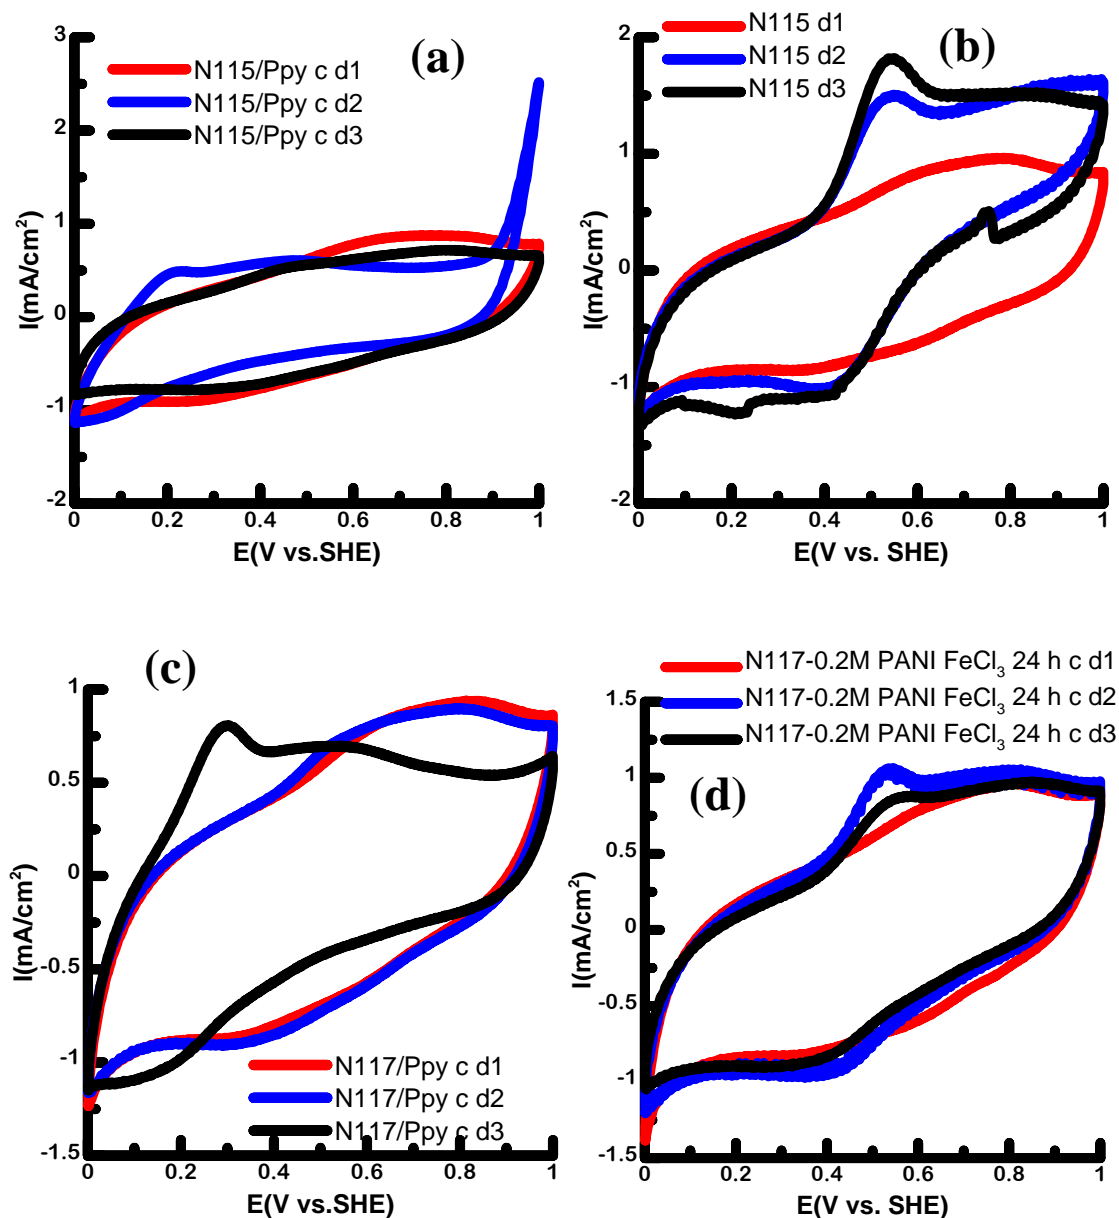 (a)
N115/Ppy c d1
N115/Ppy c d2
N115/Ppy c d3
3
2
1
0
-1
-2
I(mA/cm²)
0 0.2 0.4 0.6 0.8 1
E(V vs.SHE)
(b)
N115 d1
N115 d2
N115 d3
2
1
0
-1
-2
I(mA/cm²)
0 0.2 0.4 0.6 0.8 1
E(V vs. SHE)
(c)
1
0.5
0
-0.5
-1
-1.5
I(mA/cm²)
N117/Ppy c d1
N117/Ppy c d2
N117/Ppy c d3
0 0.2 0.4 0.6 0.8 1
E(V vs.SHE)
N117-0.2M PANI FeCl₃ 24 h c d1
N117-0.2M PANI FeCl₃ 24 h c d2
N117-0.2M PANI FeCl₃ 24 h c d3
(d)
1.5
1
0.5
0
-0.5
-1
-1.5
I(mA/cm²)
0 0.2 0.4 0.6 0.8 1
E(V vs. SHE)